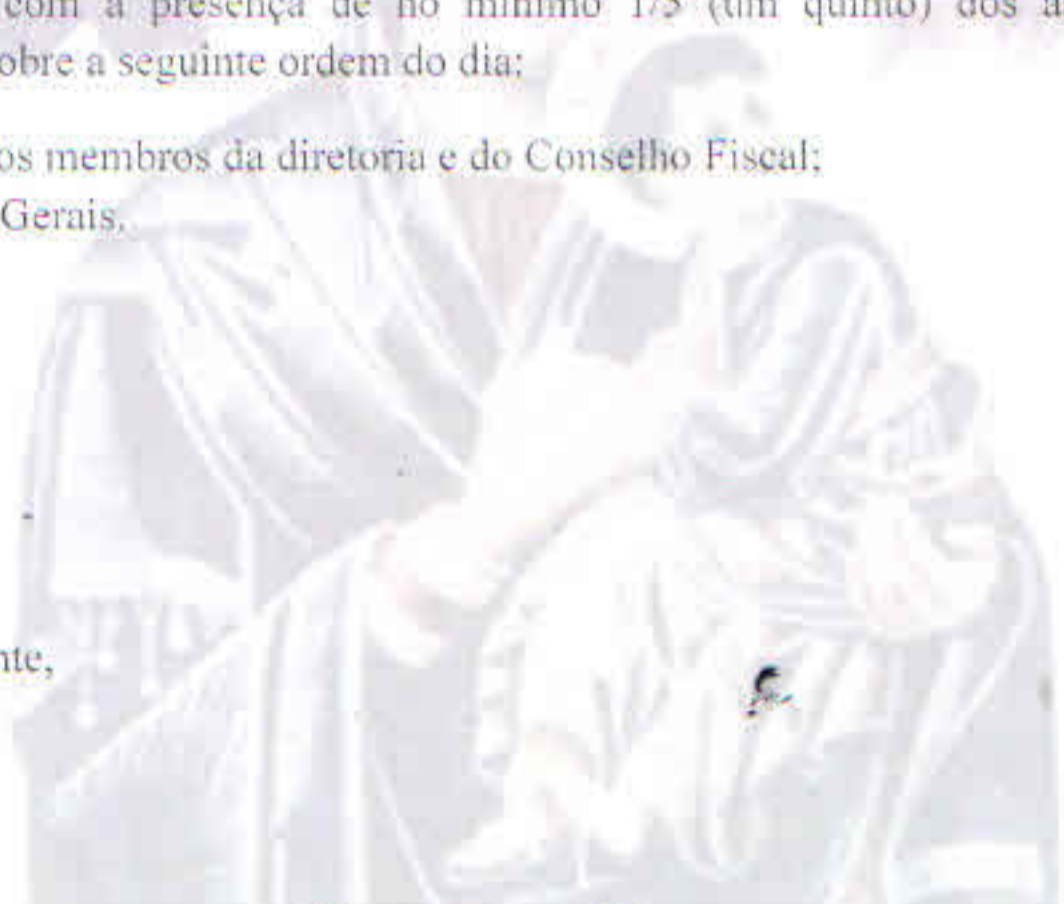 com a presença de no mínimo 1/5 (um quinto) dos
obre a seguinte ordem do dia:
os membros da diretoria e do Conselho Fiscal;
Gerais,
nte,